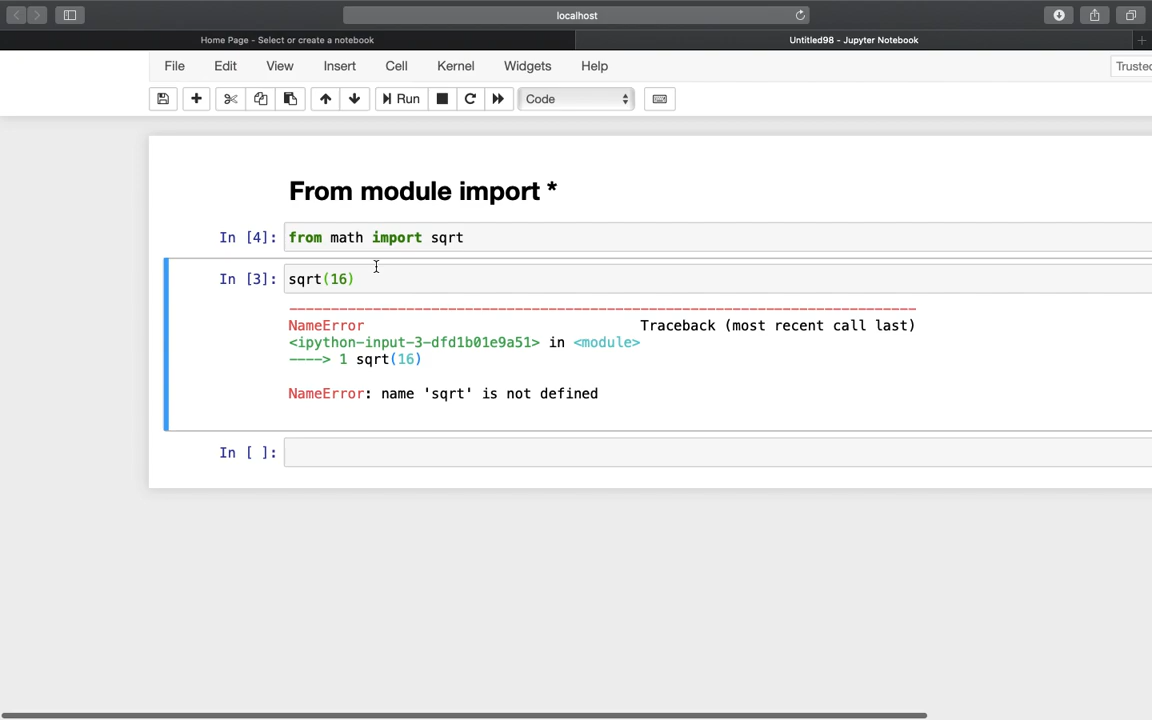 localhost
Home Page - Select or create a notebook
Untitled98 - Jupyter Notebook
File Edit View Insert Cell Kernel Widgets Help
Trusted
Run
Code
From module import *
In [4]: from math import sqrt
In [3]: sqrt(16)
NameError Traceback (most recent call last)
<ipython-input-3-dfd1b01e9a51> in <module>
----> 1 sqrt(16)
NameError: name 'sqrt' is not defined
In [ ]: